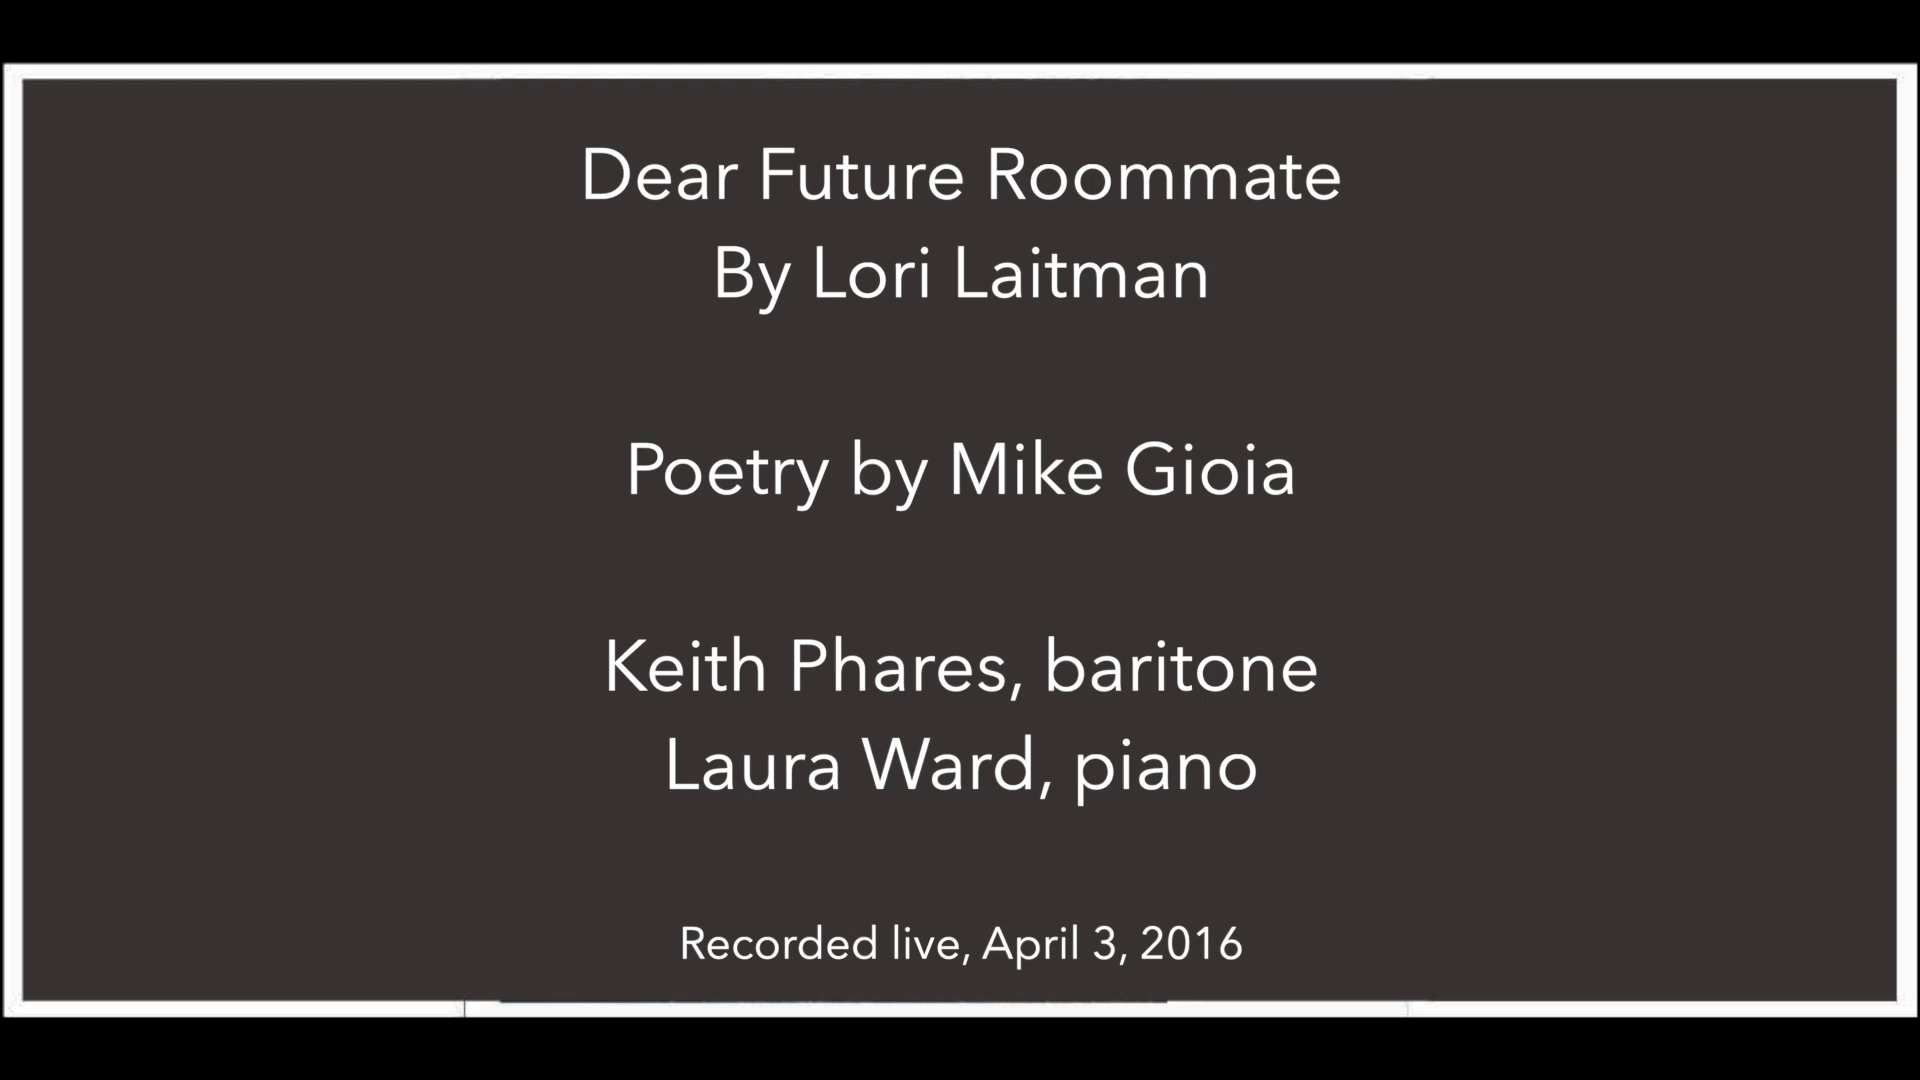 Dear Future Roommate
By Lori Laitman
Poetry by Mike Gioia
Keith Phares, baritone
Laura Ward, piano
Recorded live, April 3, 2016